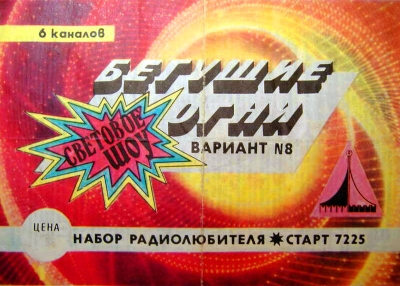 6 каналов
БЕГУЩИЕ
ОГНИ
СВЕТОВОЕ
ШОУ
ВАРИАНТ N8
ЦЕНА
НАБОР РАДИОЛЮБИТЕЛЯ ✷ СТАРТ 7225